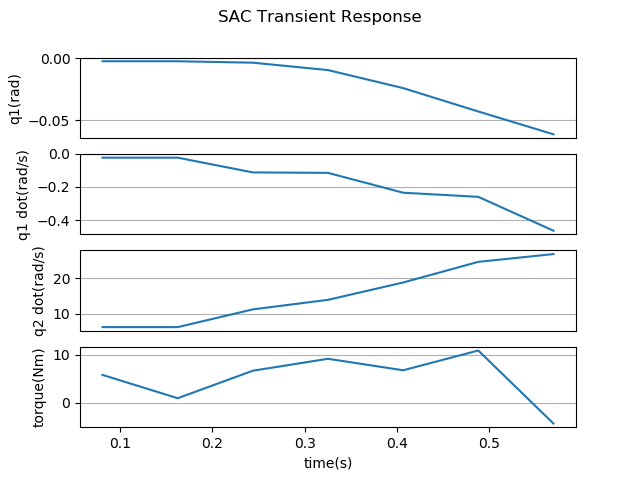 SAC Transient Response
0.00
−0.05
q1(rad)
0.0
−0.2
−0.4
q1 dot(rad/s)
20
10
q2 dot(rad/s)
10
0
torque(Nm)
0.1 0.2 0.3 0.4 0.5
time(s)